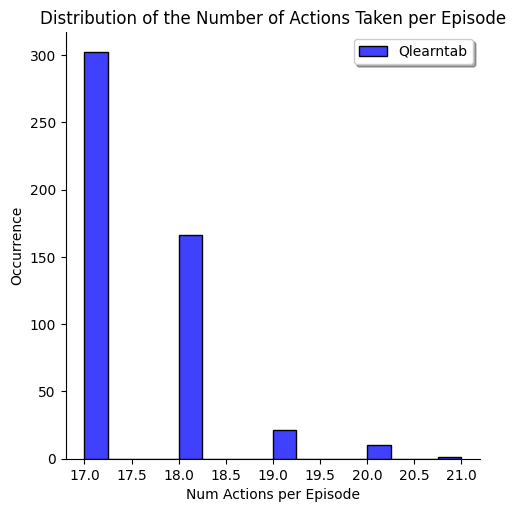 Distribution of the Number of Actions Taken per Episode
Qlearntab
300
250
200
150
100
50
0
Occurrence
17.0 17.5 18.0 18.5 19.0 19.5 20.0 20.5 21.0
Num Actions per Episode